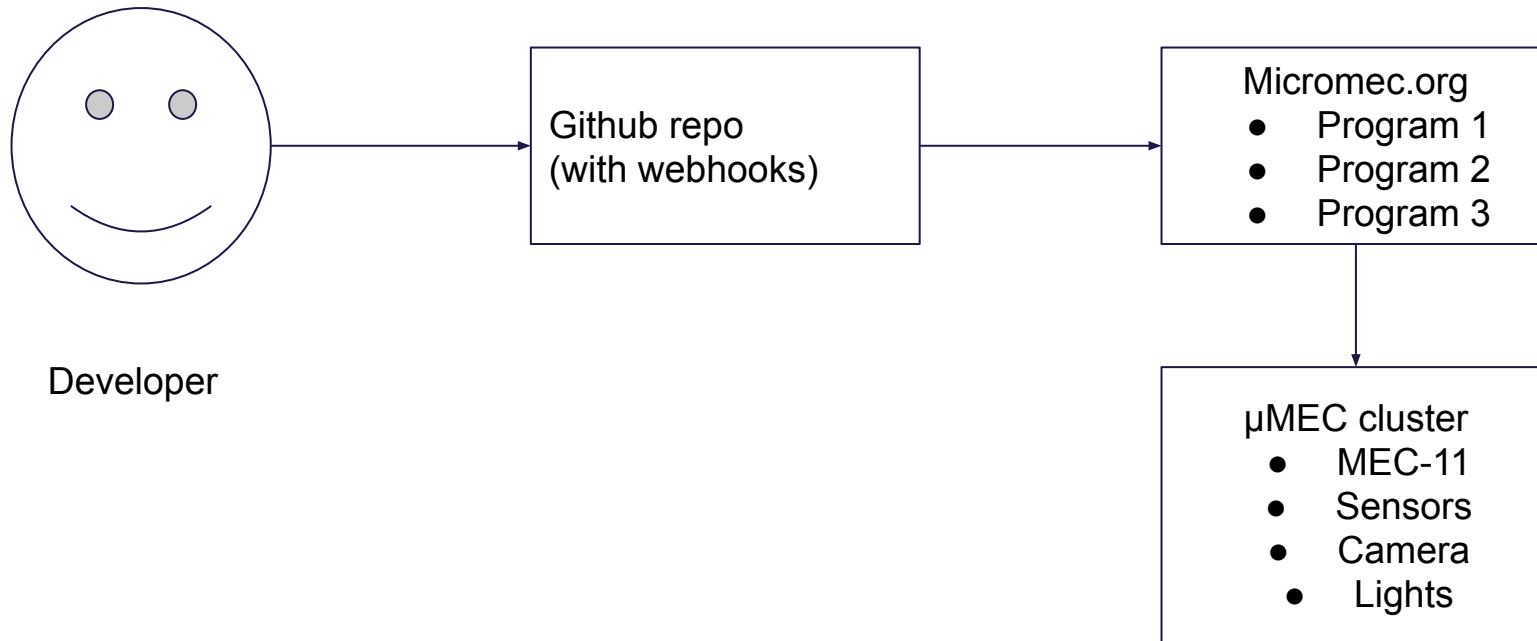 Developer
Github repo
(with webhooks)
Micromec.org
● Program 1
● Program 2
● Program 3
µMEC cluster
● MEC-11
● Sensors
● Camera
● Lights